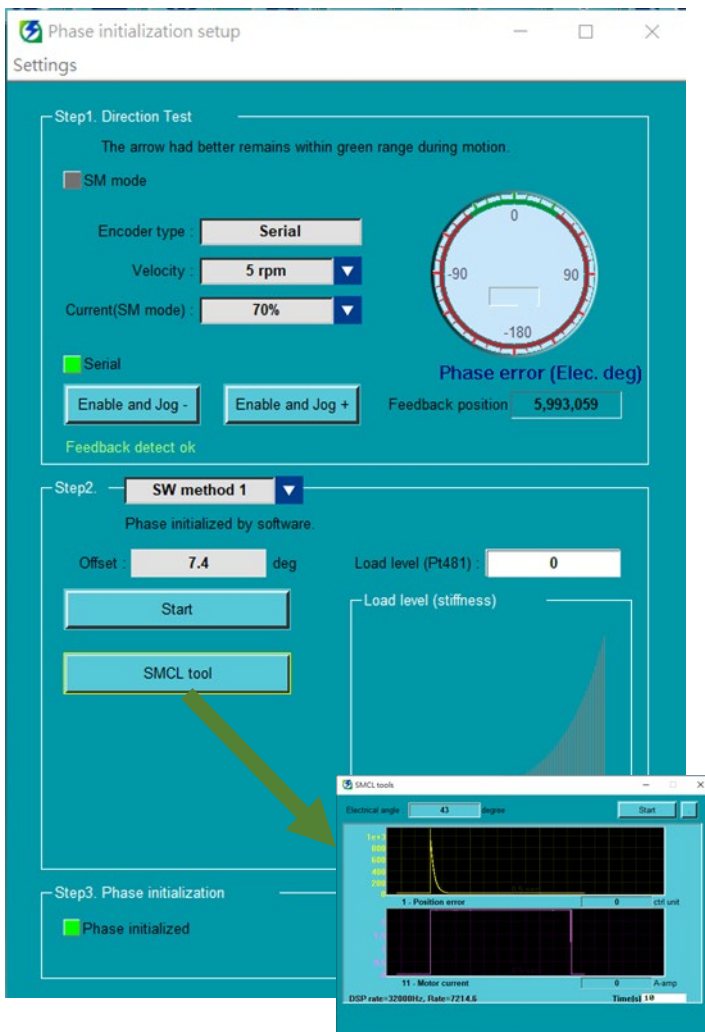 Phase initialization setup
Settings
Step1. Direction Test
The arrow had better remains within green range during motion.
SM mode
Encoder type : Serial
Velocity : 5 rpm
Current(SM mode) : 70%
0
-90 90
-180
Serial
Phase error (Elec. deg)
Enable and Jog - Enable and Jog + Feedback position 5,993,059
Feedback detect ok
Step2. SW method 1
Phase initialized by software.
Offset : 7.4 deg Load level (Pt481) : 0
Start
Load level (stiffness)
SMCL tool
SMCL tools
Electrical angle : 43 degree Start
1e+3
800
600
400
200
1 - Position error 0 ctrl unit
11 - Motor current 0 A-amp
DSP rate=32000Hz, Rate=7214.6 Time[s] 10
Step3. Phase initialization
Phase initialized